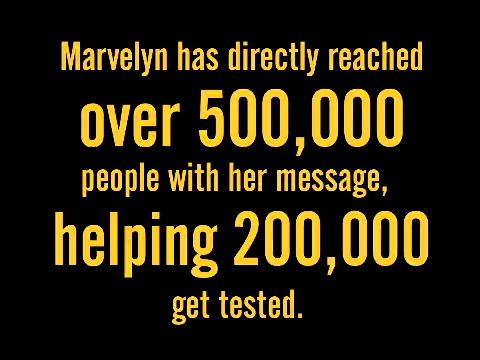 Marvelyn has directly reached
over 500,000
people with her message,
helping 200,000
get tested.